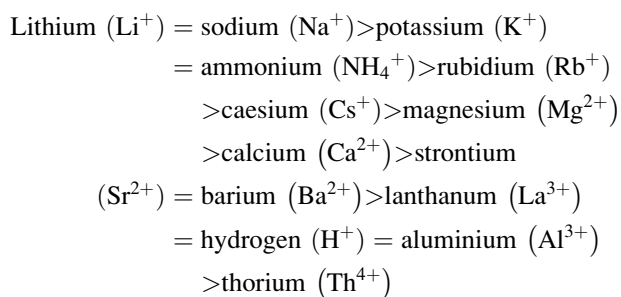 Lithium (Li⁺) = sodium (Na⁺)>potassium (K⁺)
= ammonium (NH₄⁺)>rubidium (Rb⁺)
>caesium (Cs⁺)>magnesium (Mg²⁺)
>calcium (Ca²⁺)>strontium
(Sr²⁺) = barium (Ba²⁺)>lanthanum (La³⁺)
= hydrogen (H⁺) = aluminium (Al³⁺)
>thorium (Th⁴⁺)